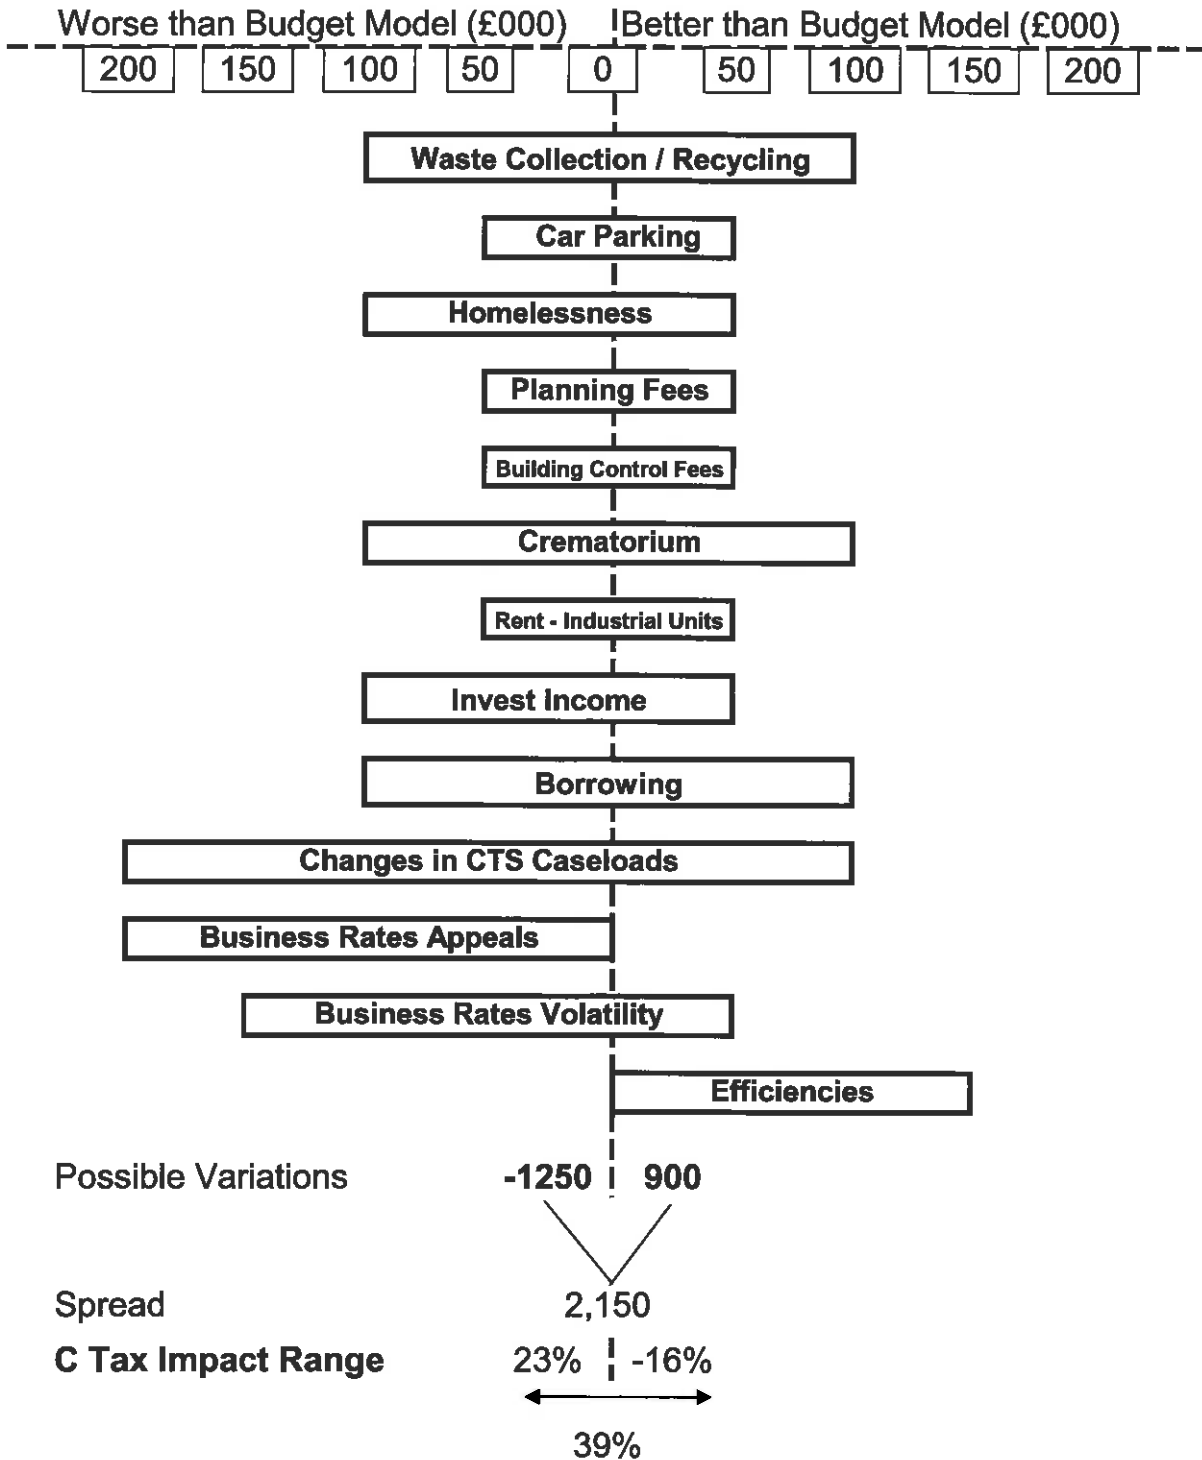 Worse than Budget Model (£000) Better than Budget Model (£000)
200 150 100 50 0 50 100 150 200
Waste Collection / Recycling
Car Parking
Homelessness
Planning Fees
Building Control Fees
Crematorium
Rent - Industrial Units
Invest Income
Borrowing
Changes in CTS Caseloads
Business Rates Appeals
Business Rates Volatility
Efficiencies
Possible Variations -1250 900
Spread 2,150
C Tax Impact Range 23% -16%
39%